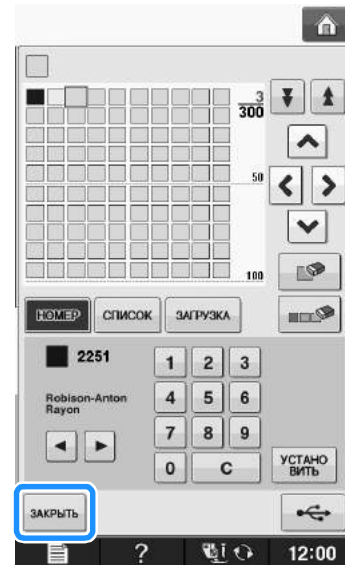 3
300
50
100
НОМЕР СПИСОК ЗАГРУЗКА
2251
Robison-Anton
Rayon
1 2 3
4 5 6
7 8 9
0 C
УСТАНО
ВИТЬ
ЗАКРЫТЬ
? 12:00